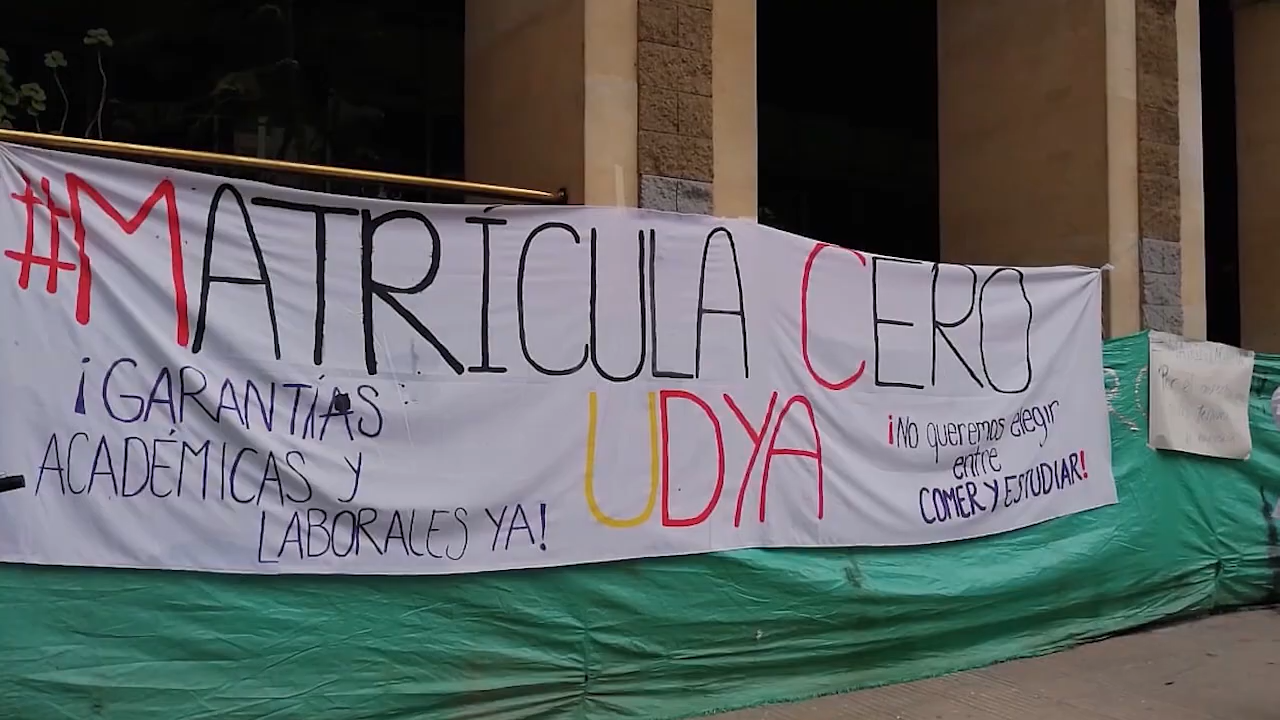 #MATRÍCULA CERO
UDYA
¡GARANTÍAS
ACADÉMICAS Y
LABORALES YA!
¡No queremos elegir
entre
COMER Y ESTUDIAR!